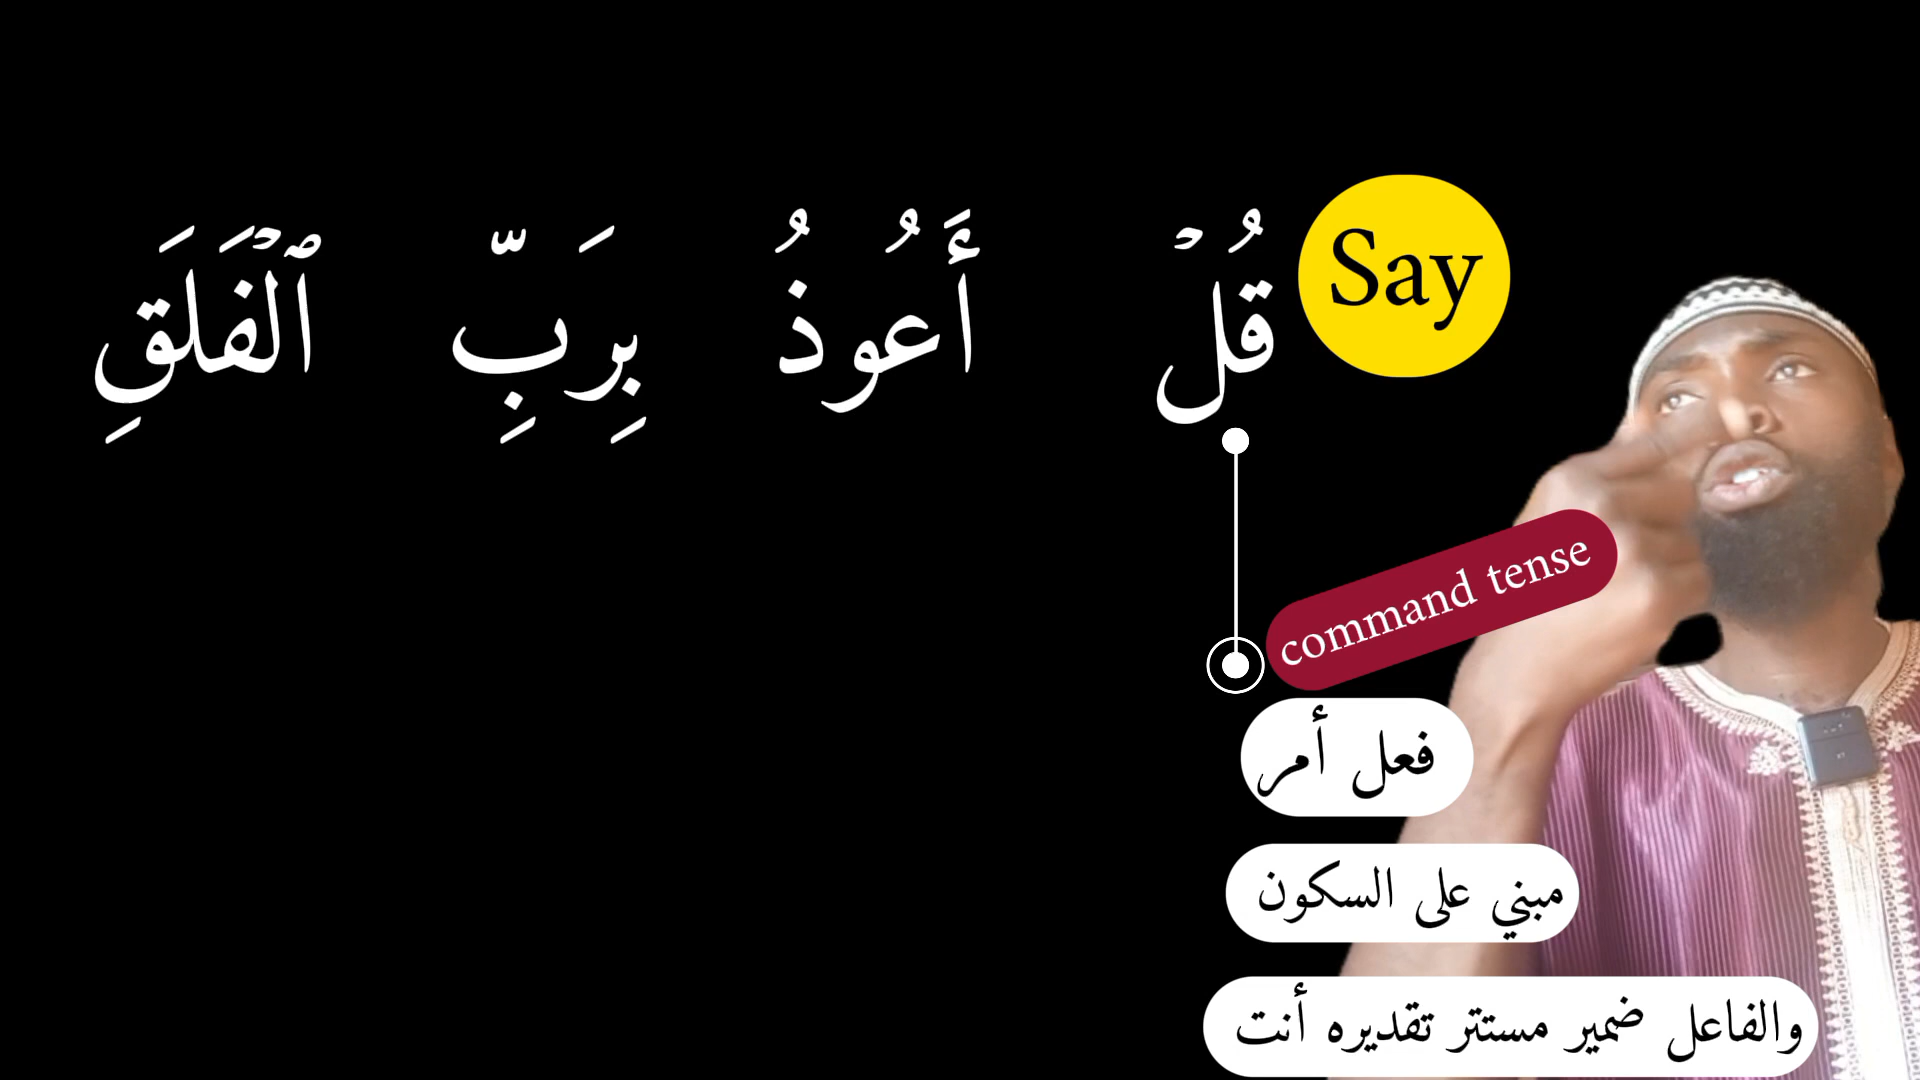 قُلۡ أَعُوذُ بِرَبِّ ٱلۡفَلَقِ
Say
command tense
فعل أمر
مبني على السكون
والفاعل ضمير مستتر تقديره أنت